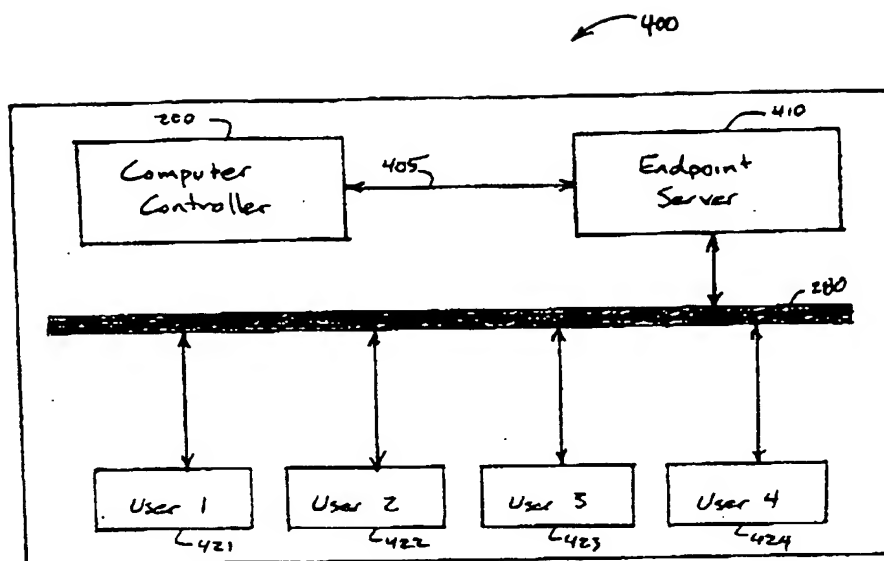 400
200
410
Computer
Controller
405
Endpoint
Server
280
User 1
User 2
User 3
User 4
421
422
423
424